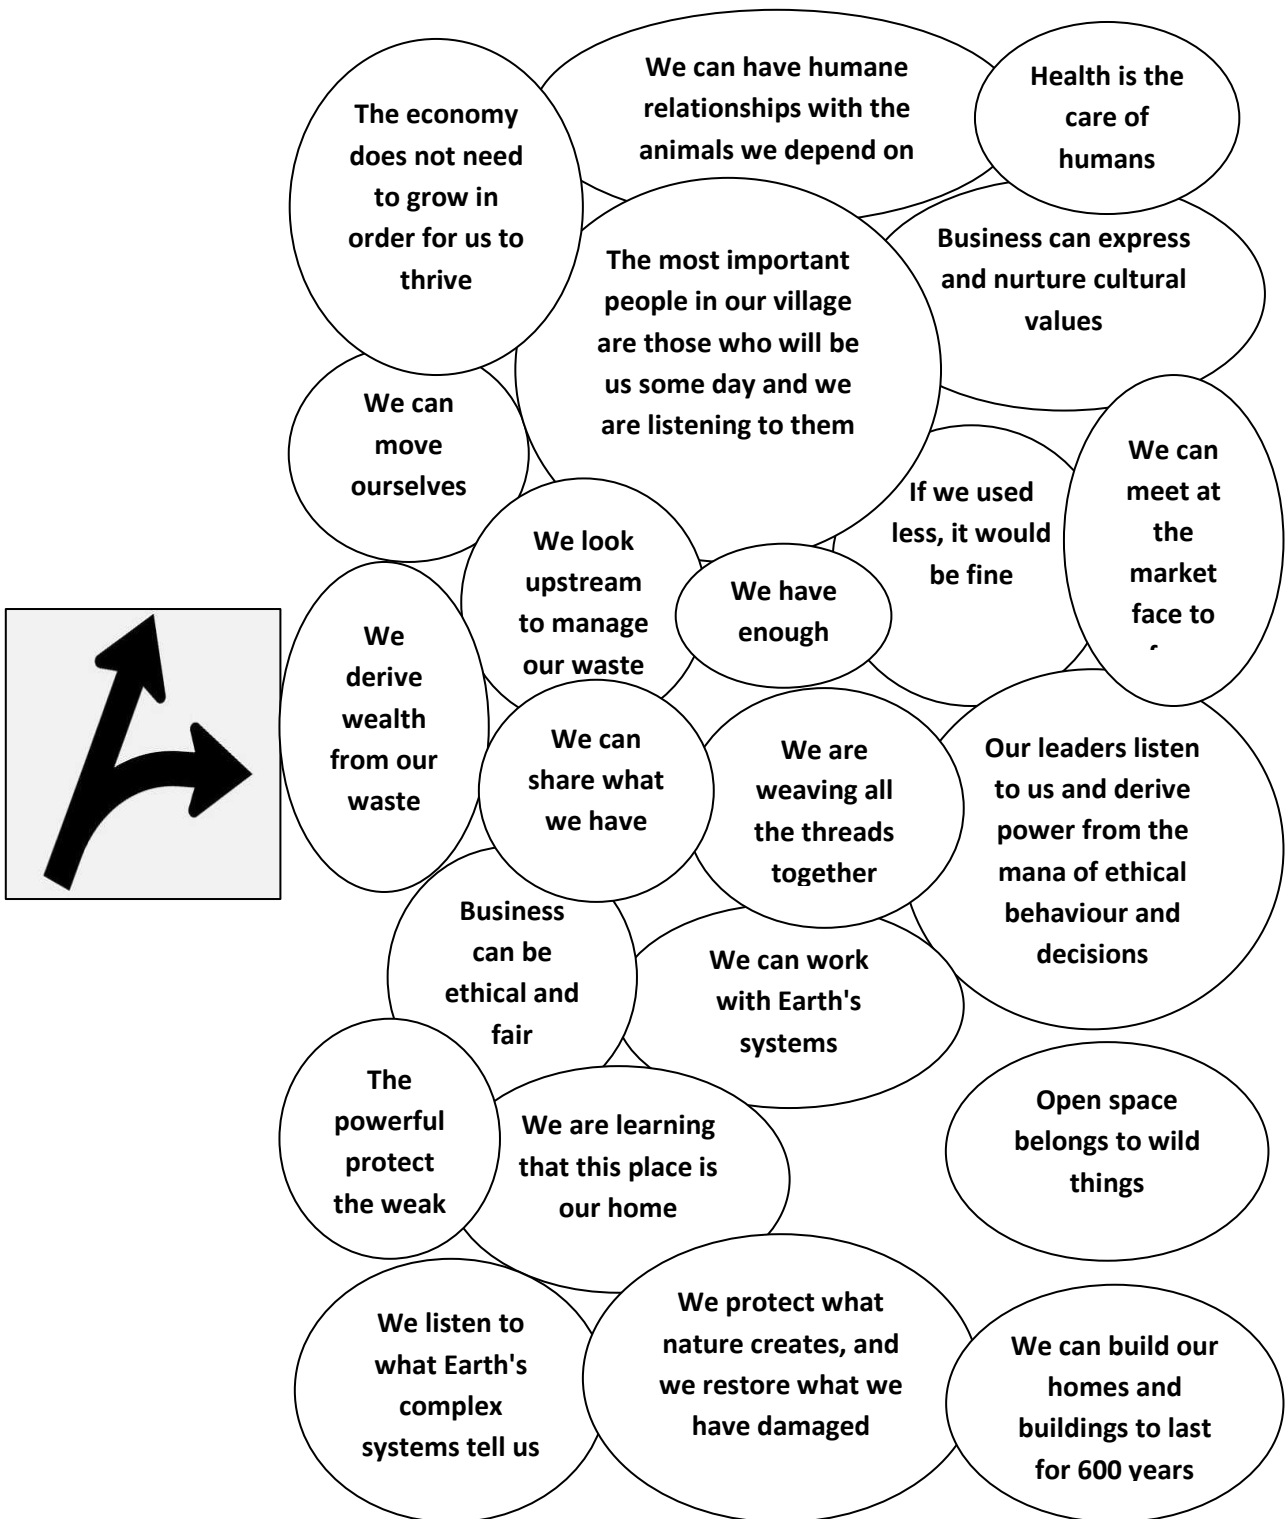 The economy
does not need
to grow in
order for us to
thrive
We can have humane
relationships with the
animals we depend on
Health is the
care of
humans
The most important
people in our village
are those who will be
us some day and we
are listening to them
Business can express
and nurture cultural
values
We can
move
ourselves
We look
upstream
to manage
our waste
We have
enough
If we used
less, it would
be fine
We can
meet at
the
market
face to
We
derive
wealth
from our
waste
We can
share what
we have
We are
weaving all
the threads
together
Our leaders listen
to us and derive
power from the
mana of ethical
behaviour and
decisions
Business
can be
ethical and
fair
We can work
with Earth's
systems
The
powerful
protect
the weak
We are learning
that this place is
our home
Open space
belongs to wild
things
We listen to
what Earth's
complex
systems tell us
We protect what
nature creates, and
we restore what we
have damaged
We can build our
homes and
buildings to last
for 600 years